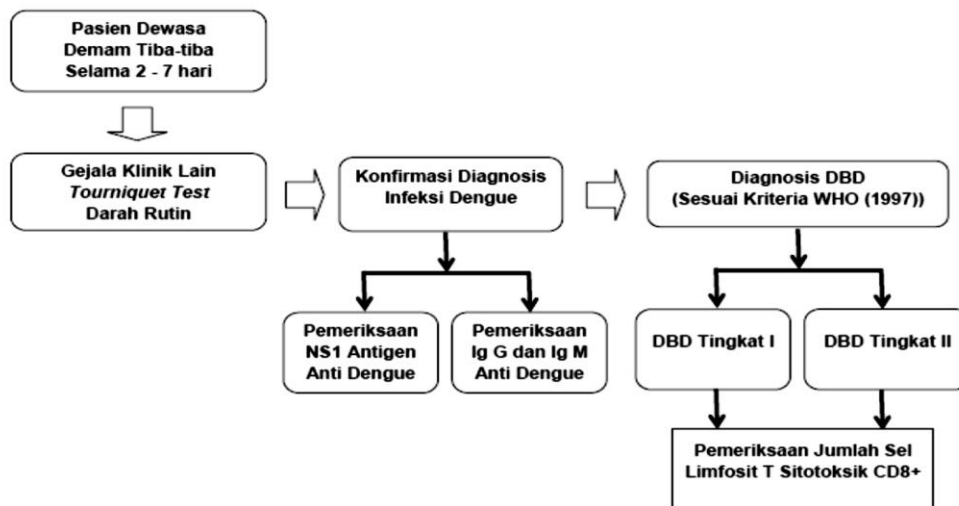 Pasien Dewasa
Demam Tiba-tiba
Selama 2 - 7 hari
Gejala Klinik Lain
Tourniquet Test
Darah Rutin
Konfirmasi Diagnosis
Infeksi Dengue
Diagnosis DBD
(Sesuai Kriteria WHO (1997))
Pemeriksaan
NS1 Antigen
Anti Dengue
Pemeriksaan
Ig G dan Ig M
Anti Dengue
DBD Tingkat I
DBD Tingkat II
Pemeriksaan Jumlah Sel
Limfosit T Sitotoksik CD8+